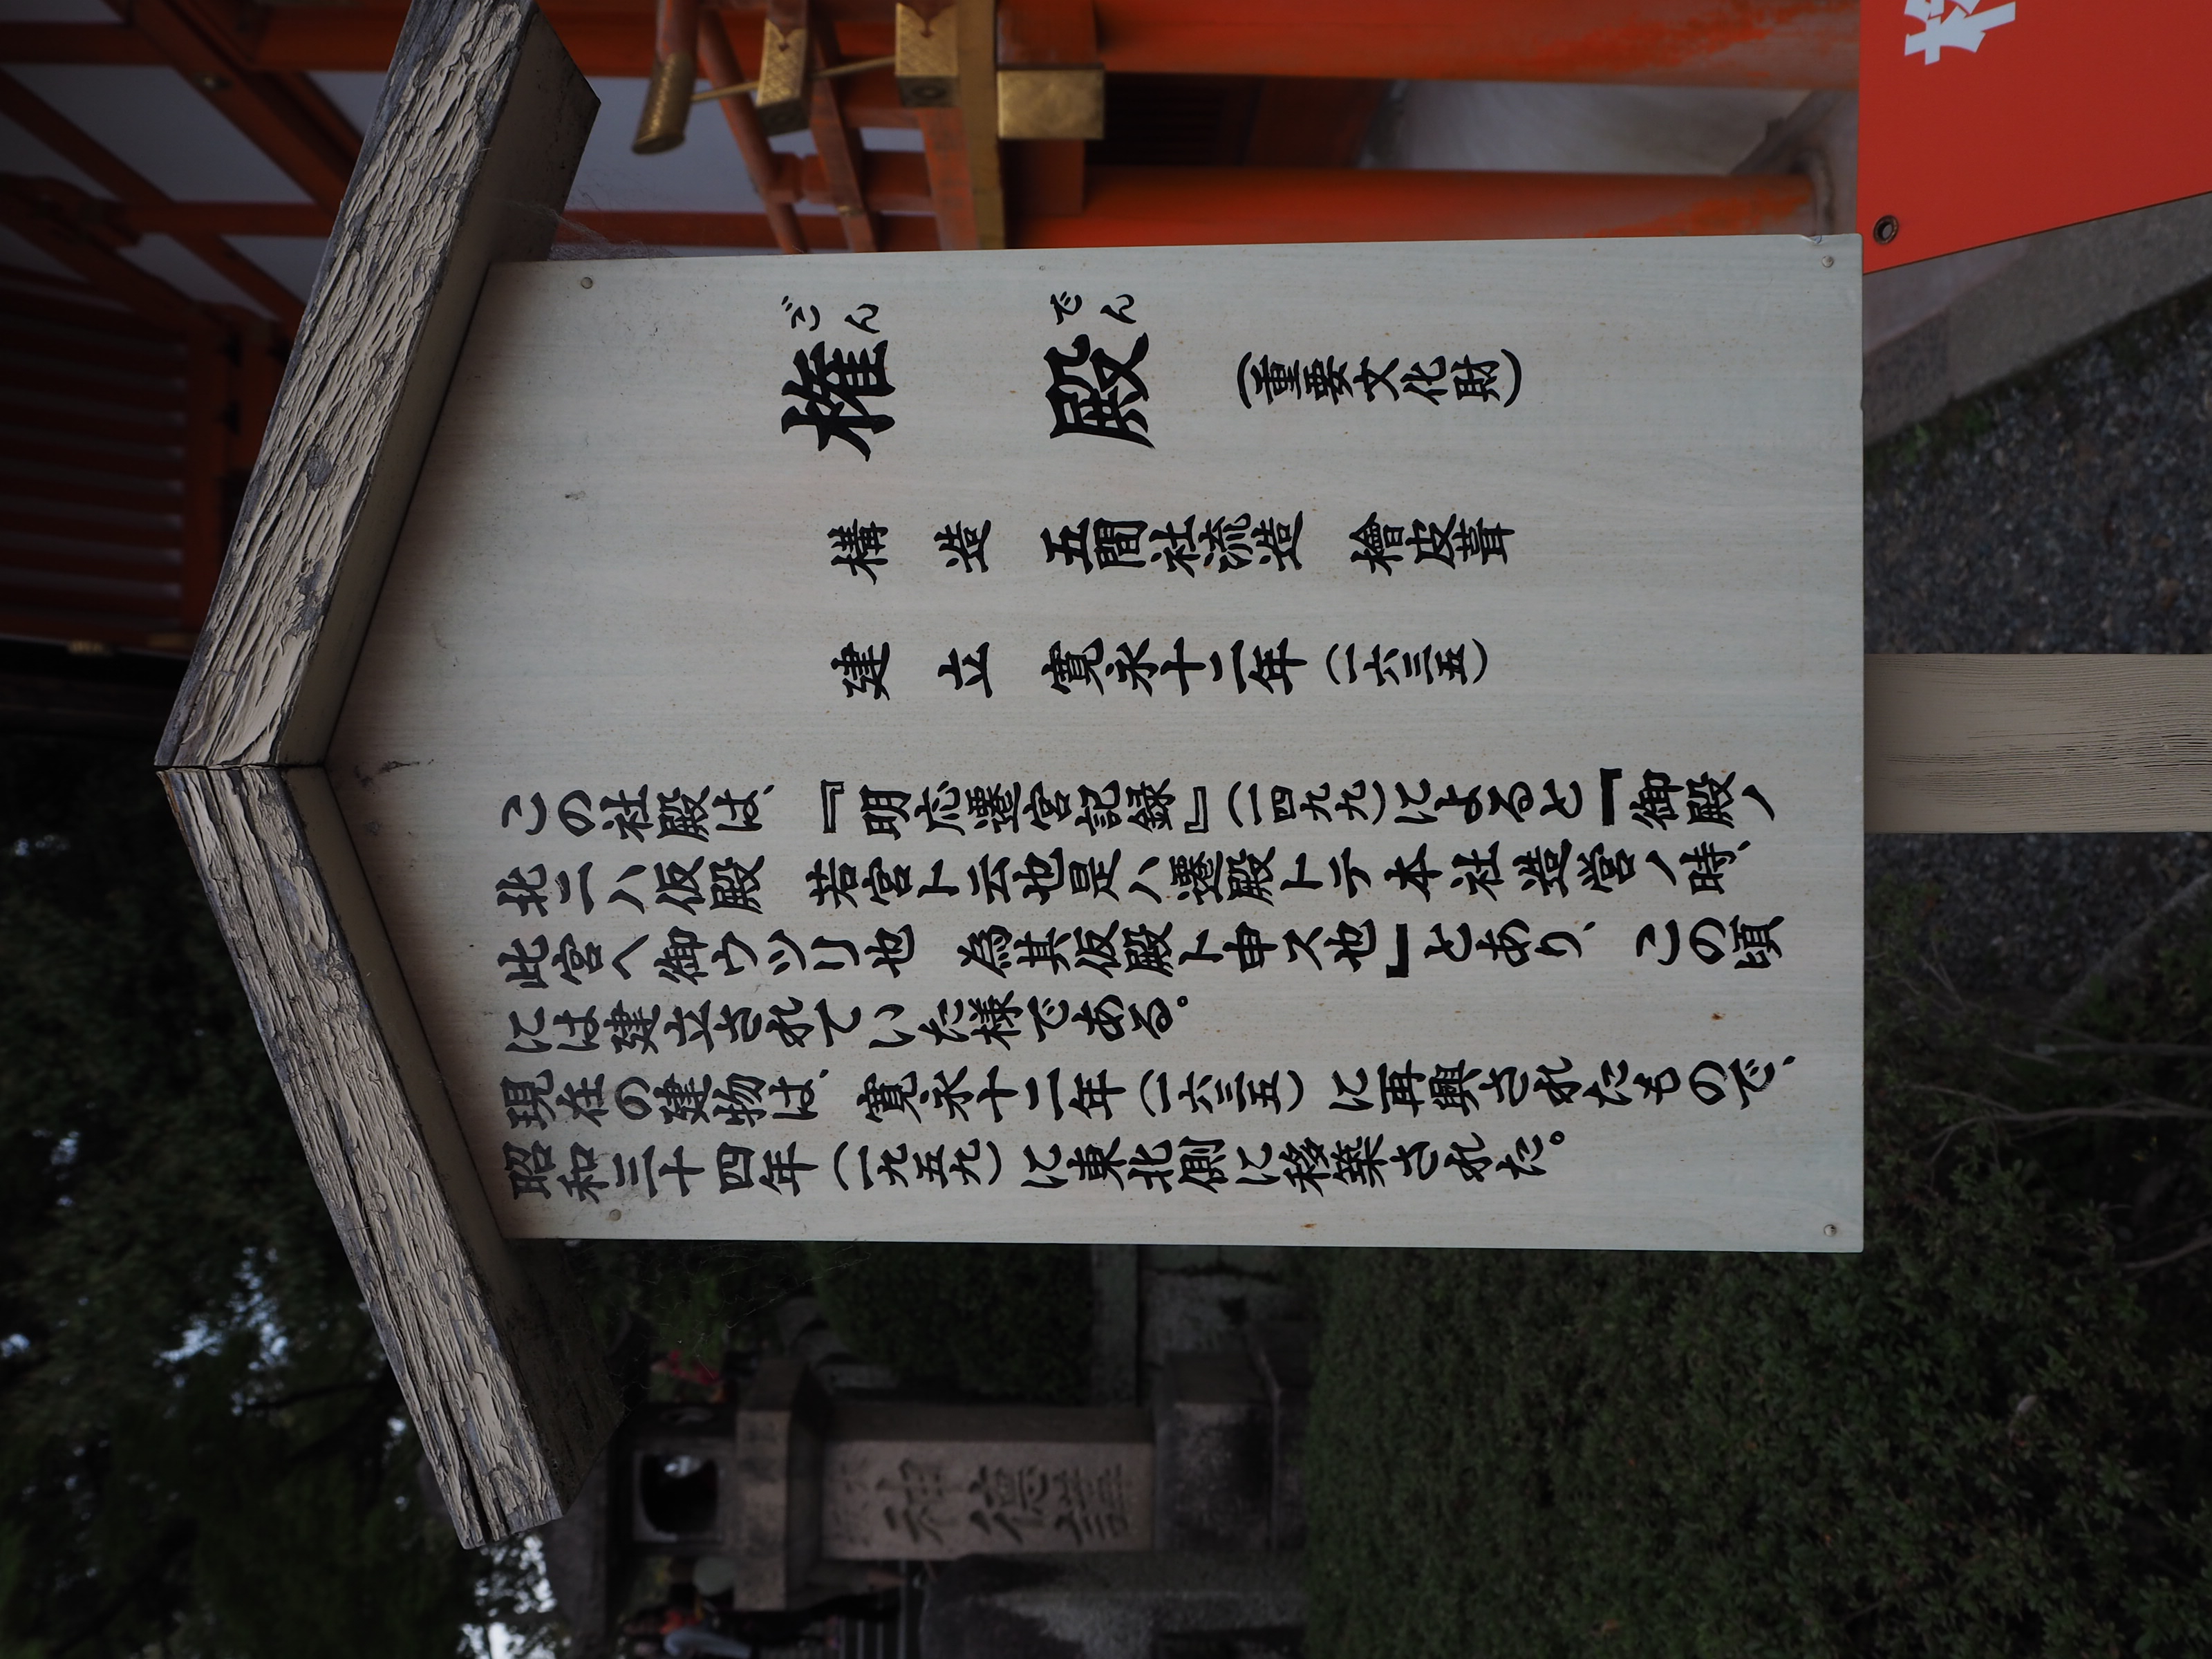 権殿（重要文化財）
ごんでん
構造 五間社流造 檜皮葺
建立 寛永十二年（一六三五）
この社殿は、『明応遷宮記録』（一四九九）によると「御殿ノ
北ニハ仮殿 若宮ト云也是ハ遷殿トテ本社造営ノ時、
此宮へ御ウツリ也 為其仮殿ト申ス也」とあり、この頃
には建立されていた様である。
現在の建物は、寛永十二年（一六三五）に再興されたもので、
昭和三十四年（一九五九）に東北側に移築された。